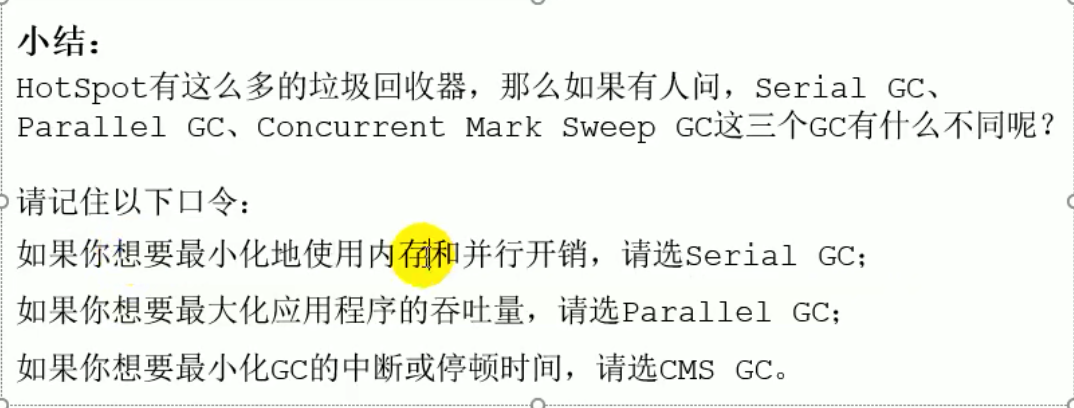 小结：
HotSpot有这么多的垃圾回收器，那么如果有人问，Serial GC、
Parallel GC、Concurrent Mark Sweep GC这三个GC有什么不同呢？
请记住以下口令：
如果你想要最小化地使用内存和并行开销，请选Serial GC；
如果你想要最大化应用程序的吞吐量，请选Parallel GC；
如果你想要最小化GC的中断或停顿时间，请选CMS GC。